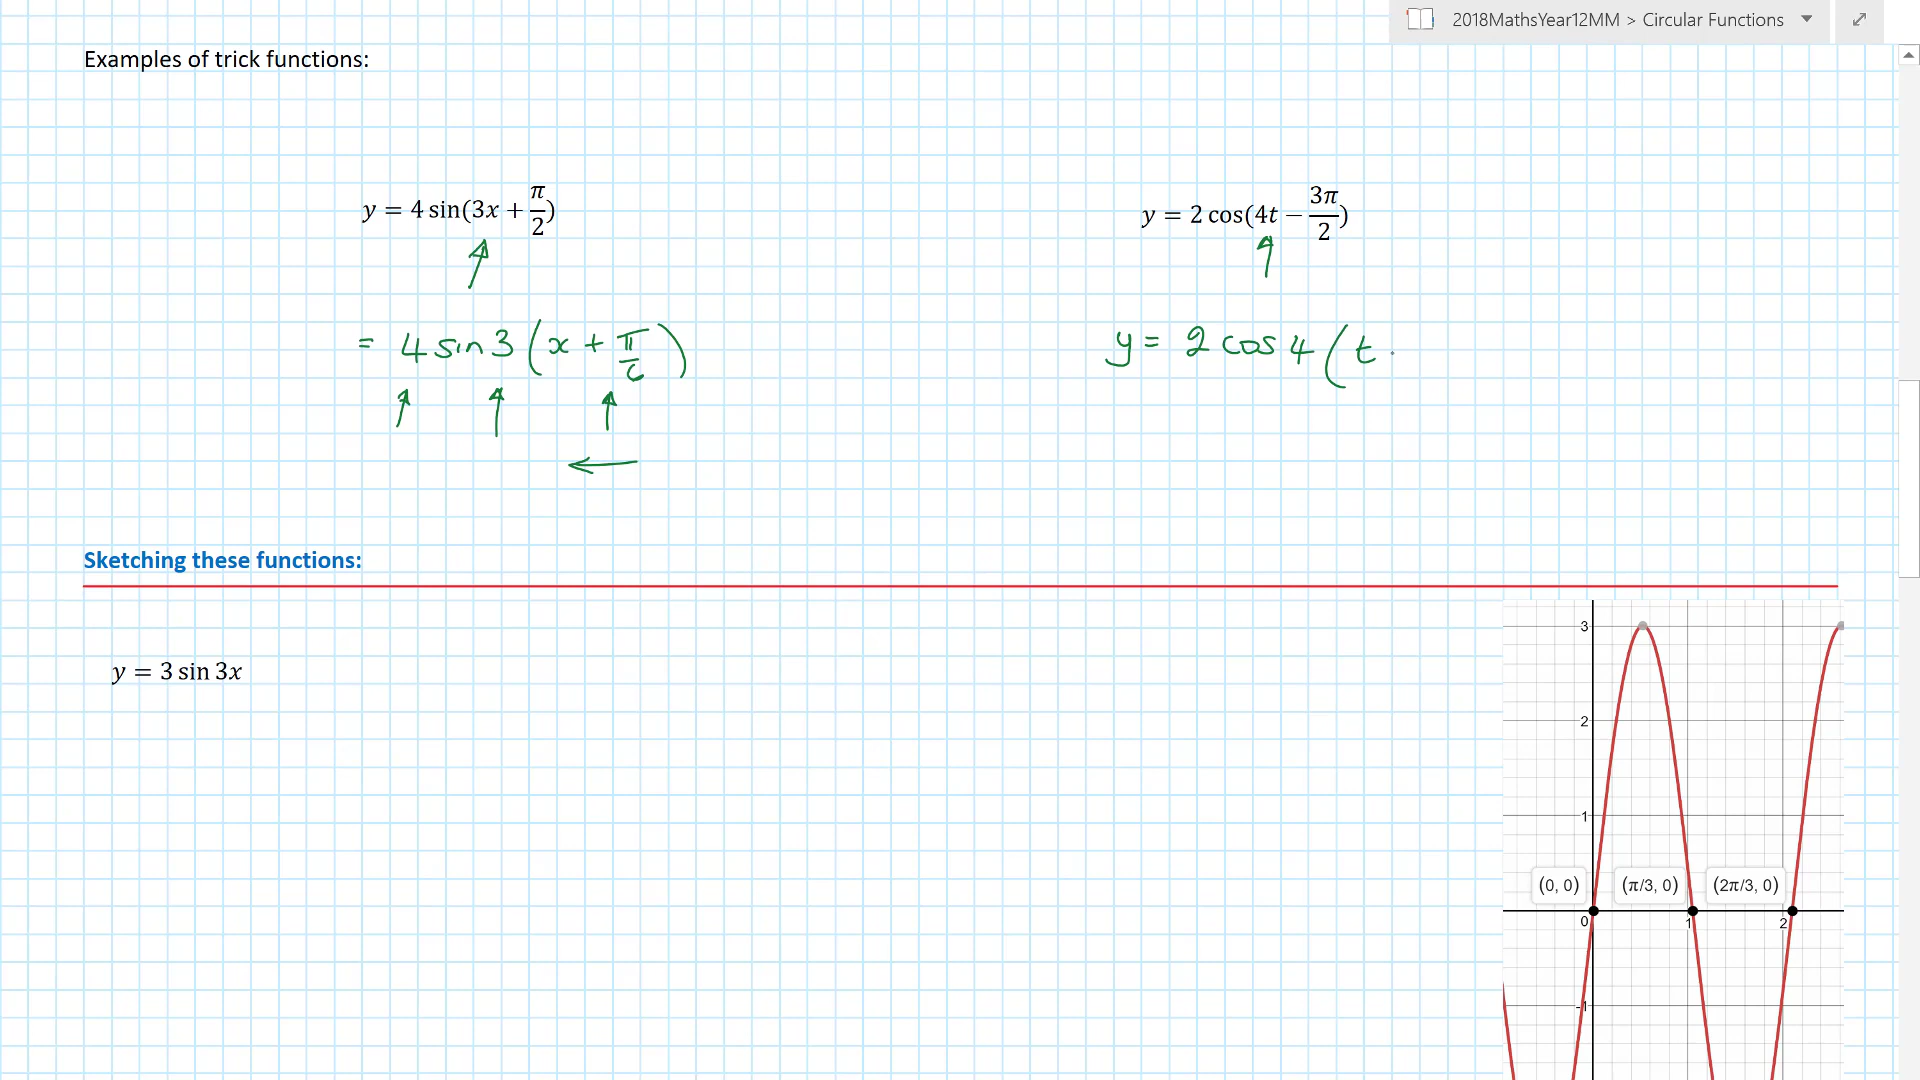 2018MathsYear12MM > Circular Functions
Examples of trick functions:
y = 4 sin(3x + π/2)
y = 2 cos(4t − 3π/2)
= 4 sin 3 (x + π/6)
y = 2 cos 4 (t
Sketching these functions:
y = 3 sin 3x
3
2
1
(0, 0) (π/3, 0) (2π/3, 0)
0 1 2
-1